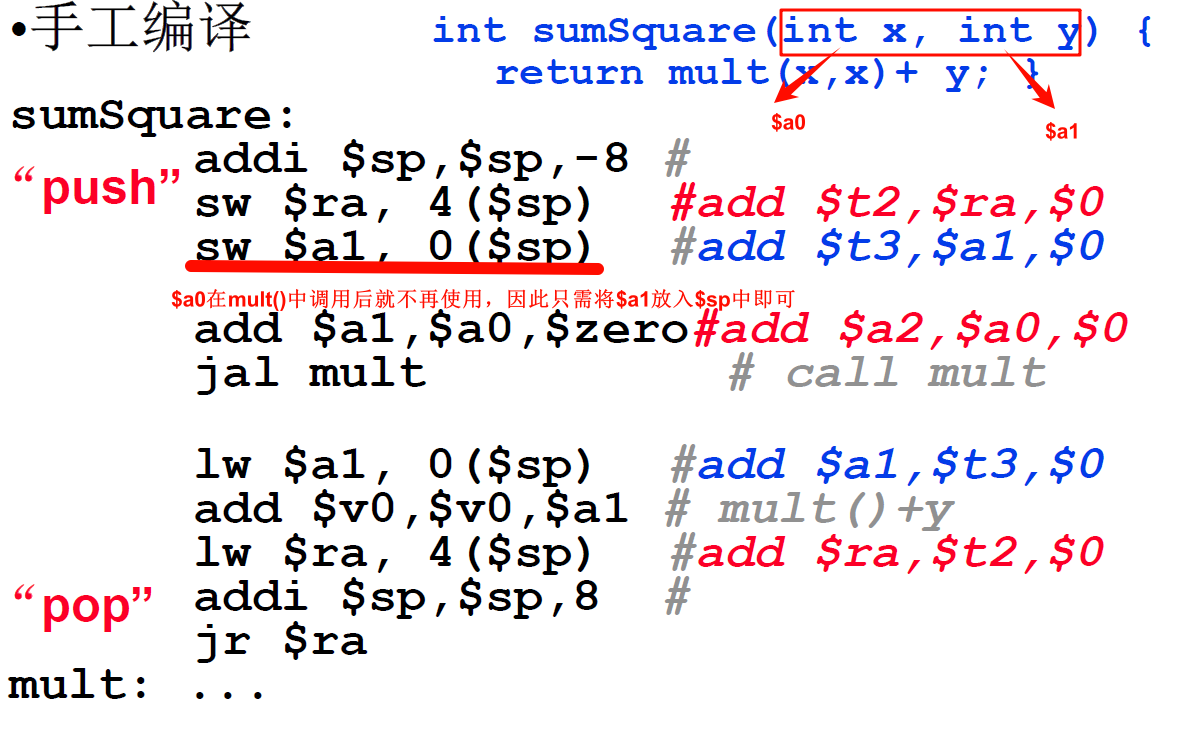 •手工编译
int sumSquare(int x, int y) {
return mult(x,x)+ y; }
$a0
$a1
sumSquare:
“push”
addi $sp,$sp,-8 #
sw $ra, 4($sp) #add $t2,$ra,$0
sw $a1, 0($sp) #add $t3,$a1,$0
$a0在mult()中调用后就不再使用，因此只需将$a1放入$sp中即可
add $a1,$a0,$zero#add $a2,$a0,$0
jal mult # call mult
lw $a1, 0($sp) #add $a1,$t3,$0
add $v0,$v0,$a1 # mult()+y
lw $ra, 4($sp) #add $ra,$t2,$0
“pop”
addi $sp,$sp,8 #
jr $ra
mult: ...